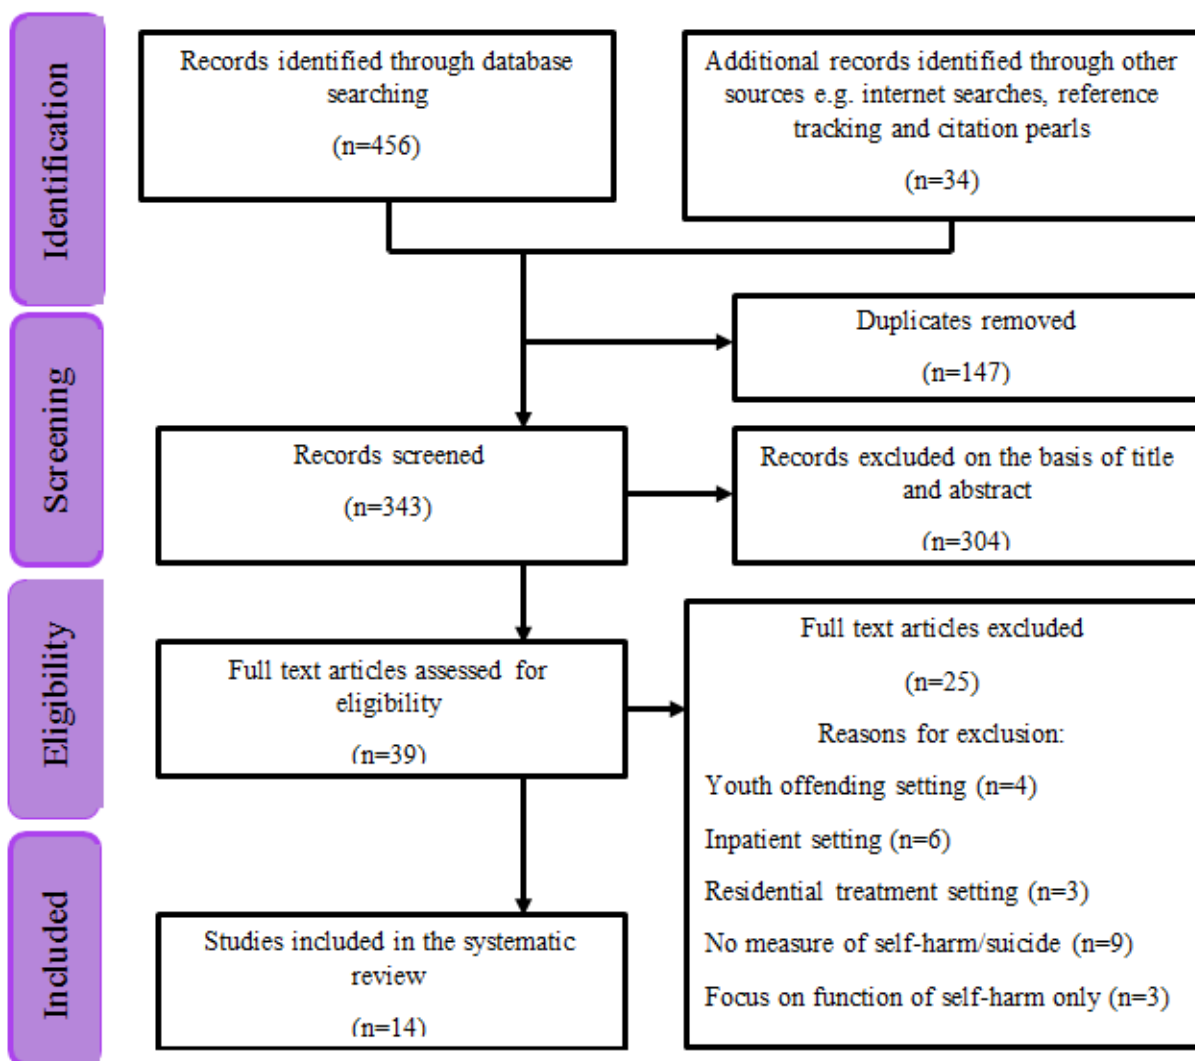 Identification
Records identified through database
searching
(n=456)
Additional records identified through other
sources e.g. internet searches, reference
tracking and citation pearls
(n=34)
Screening
Duplicates removed
(n=147)
Records screened
(n=343)
Records excluded on the basis of title
and abstract
(n=304)
Eligibility
Full text articles assessed for
eligibility
(n=39)
Full text articles excluded
(n=25)
Reasons for exclusion:
Youth offending setting (n=4)
Inpatient setting (n=6)
Residential treatment setting (n=3)
No measure of self-harm/suicide (n=9)
Focus on function of self-harm only (n=3)
Included
Studies included in the systematic
review
(n=14)